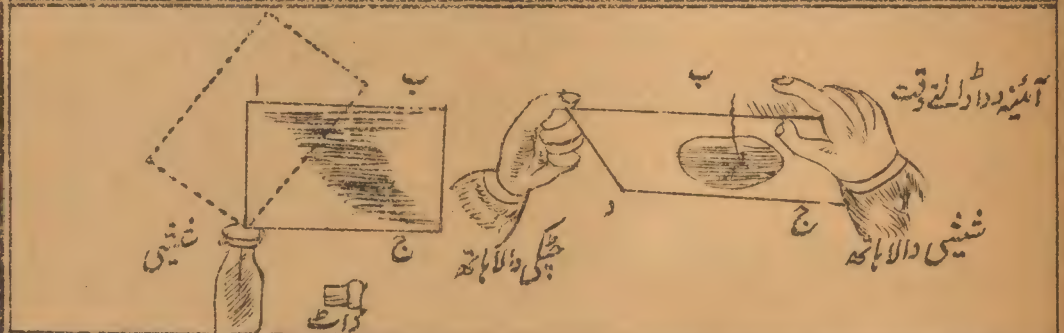 آئینہ دوا ڈالتے وقت
ب
ب
ا
شیشی والا ہاتھ
ج
د
چٹکی والا ہاتھ
ج
شیشی
ڈاٹ